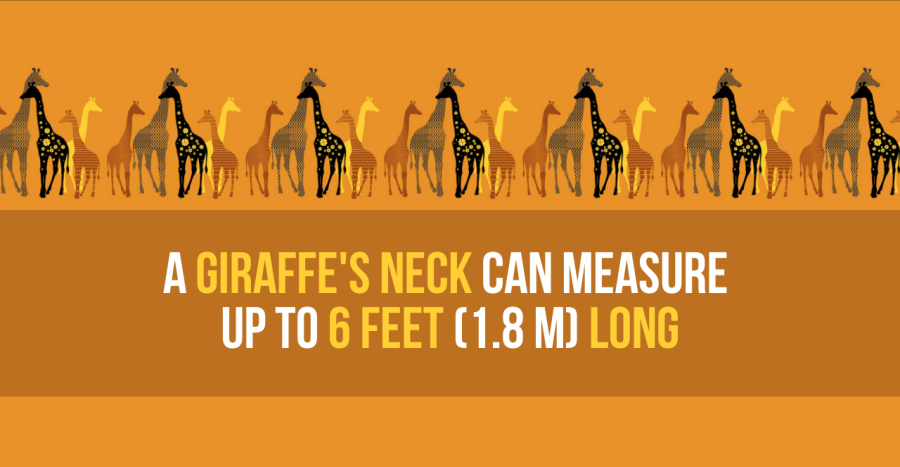 A GIRAFFE'S NECK CAN MEASURE
UP TO 6 FEET (1.8 M) LONG